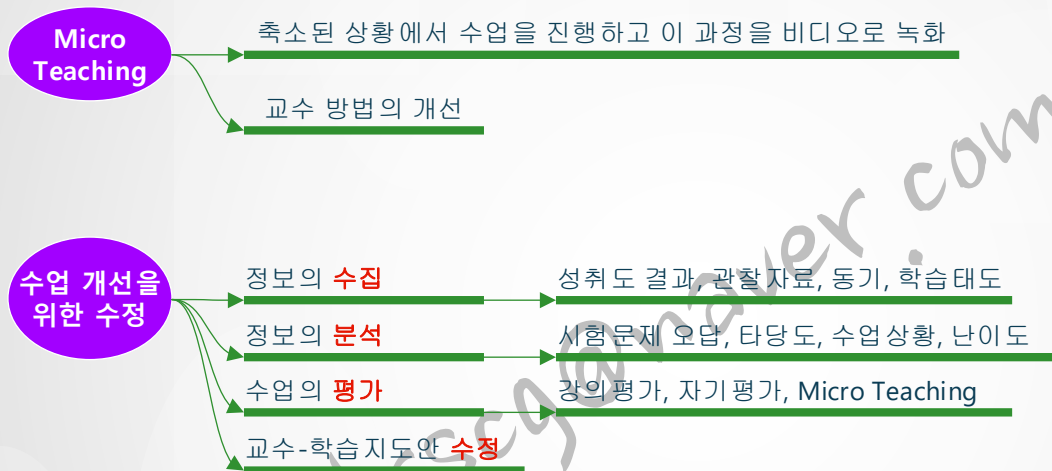 Micro
Teaching
축소된 상황에서 수업을 진행하고 이 과정을 비디오로 녹화
교수 방법의 개선
수업 개선을
위한 수정
정보의 수집
성취도 결과, 관찰자료, 동기, 학습태도
정보의 분석
시험문제 오답, 타당도, 수업상황, 난이도
수업의 평가
강의평가, 자기평가, Micro Teaching
교수-학습지도안 수정
@naver.com